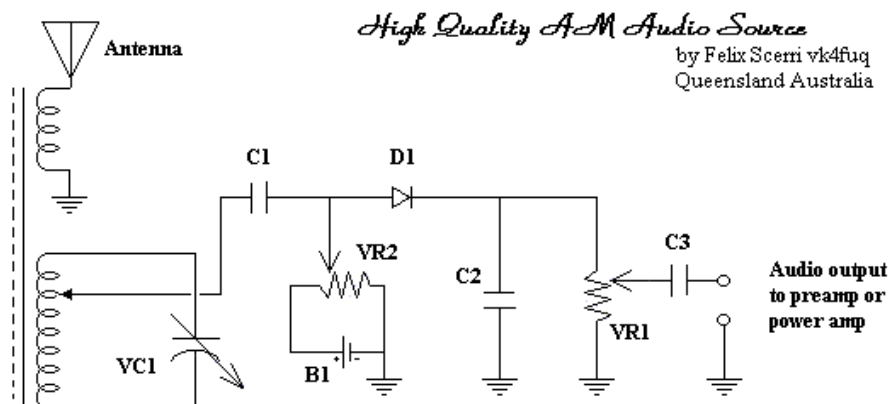 High Quality AM Audio Source
by Felix Scerri vk4fuq
Queensland Australia
Antenna
C1
D1
VR2
C2
C3
Audio output
to preamp or
power amp
VR1
VC1
B1
+ -